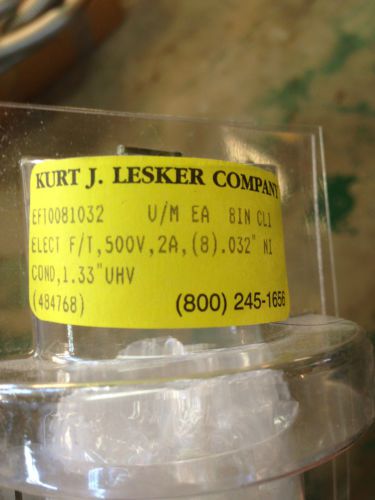 KURT J. LESKER COMPANY
EFT0081032 U/M EA BIN CL1
ELECT F/T,500V,2A,(8).032" NI
COND,1.33"UHV
(484768) (800) 245-1656